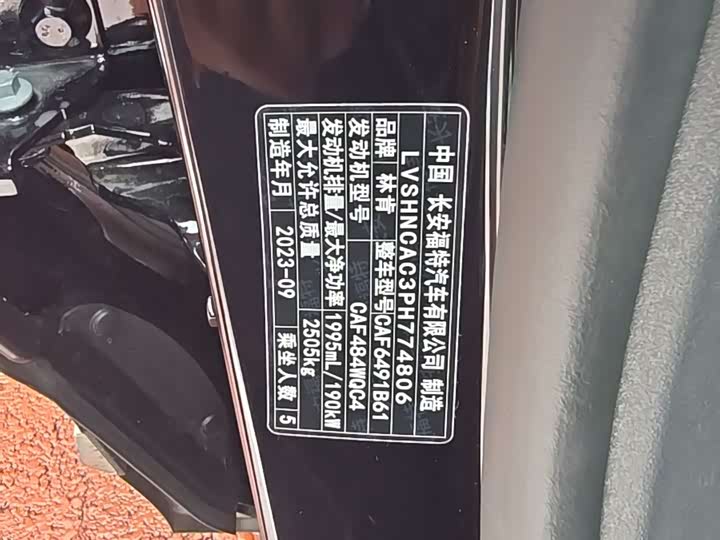 中国 长安福特汽车有限公司 制造
LVSHNCAC3PH774806
品牌 林肯 整车型号 CAF6491B61
发动机型号 CAF484WQC4
发动机排量/最大净功率 1995mL/190kW
最大允许总质量 2505kg
制造年月 2023-09 乘坐人数 5